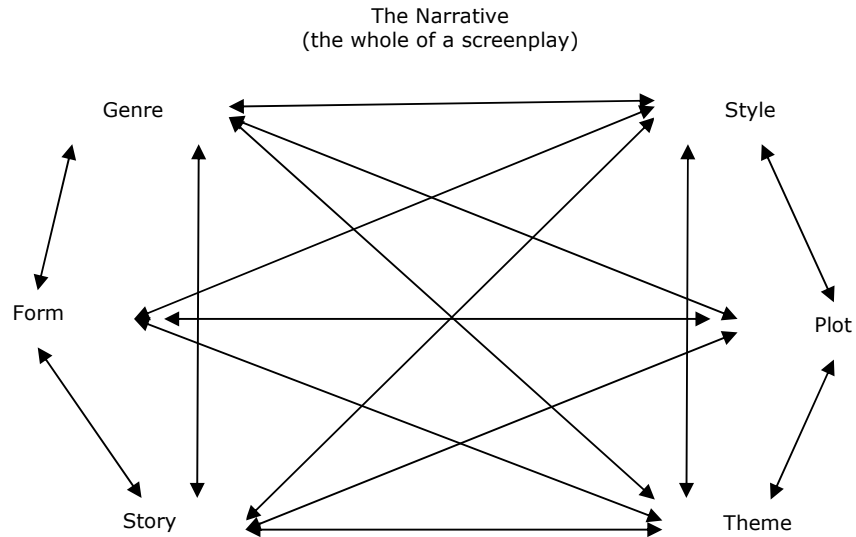 The Narrative
(the whole of a screenplay)
Genre
Style
Form
Plot
Story
Theme